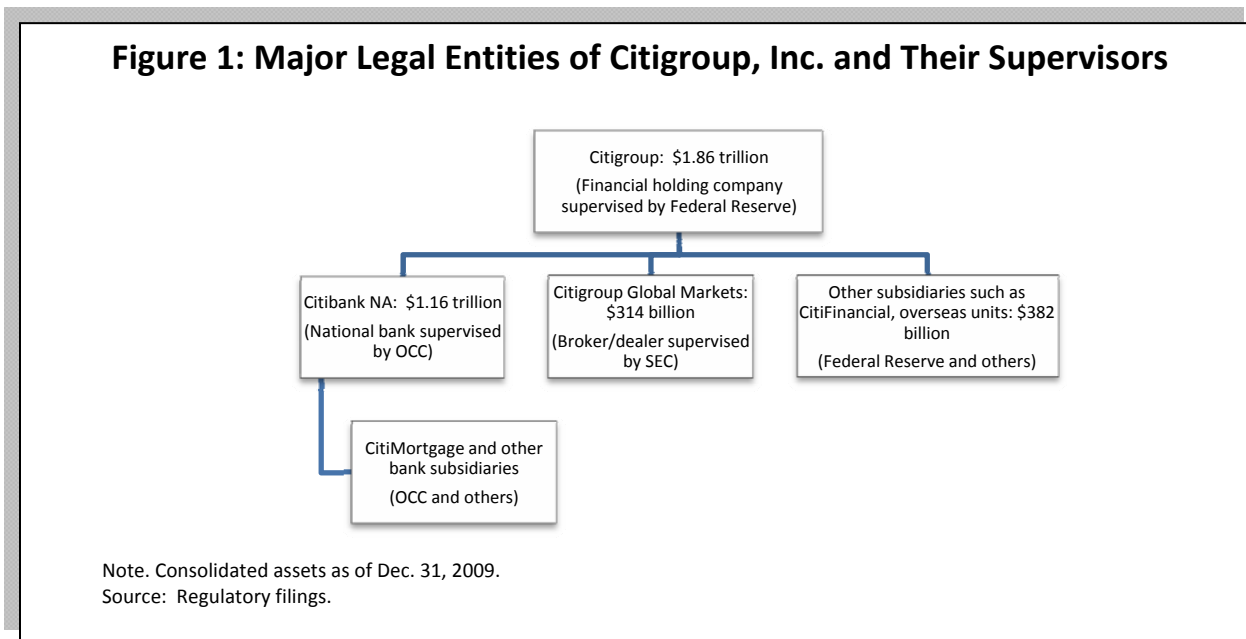 Figure 1: Major Legal Entities of Citigroup, Inc. and Their Supervisors
Citigroup:  $1.86 trillion
(Financial holding company
supervised by Federal Reserve)
Citibank NA:  $1.16 trillion
(National bank supervised
by OCC)
Citigroup Global Markets:
$314 billion
(Broker/dealer supervised
by SEC)
Other subsidiaries such as
CitiFinancial, overseas units: $382
billion
(Federal Reserve and others)
CitiMortgage and other
bank subsidiaries
(OCC and others)
Note. Consolidated assets as of Dec. 31, 2009.
Source:  Regulatory filings.